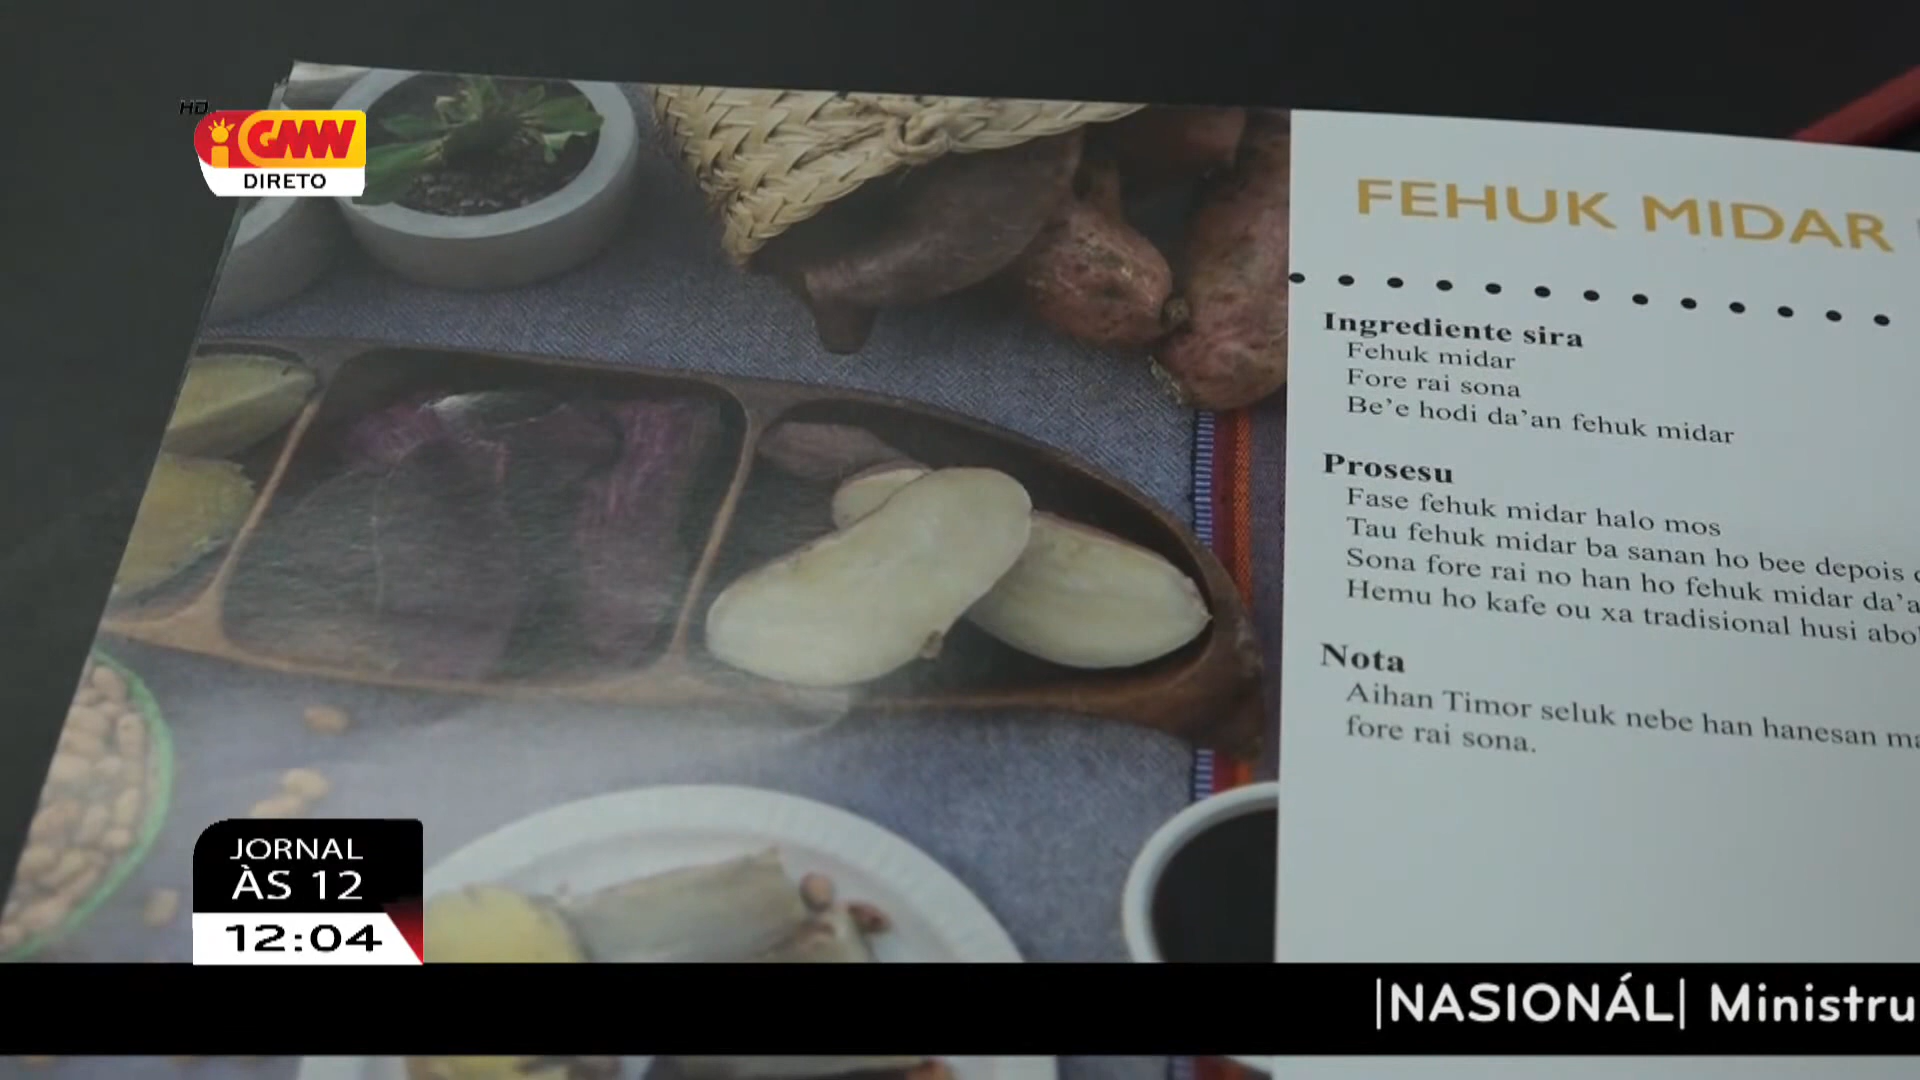 HD
GMN
DIRETO
FEHUK MIDAR
Ingrediente sira
Fehuk midar
Fore rai sona
Be'e hodi da'an fehuk midar
Prosesu
Fase fehuk midar halo mos
Tau fehuk midar ba sanan ho bee depois
Sona fore rai no han ho fehuk midar da'a
Hemu ho kafe ou xa tradisional husi abo
Nota
Aihan Timor seluk nebe han hanesan ma
fore rai sona.
JORNAL
ÀS 12
12:04
|NASIONÁL| Ministru